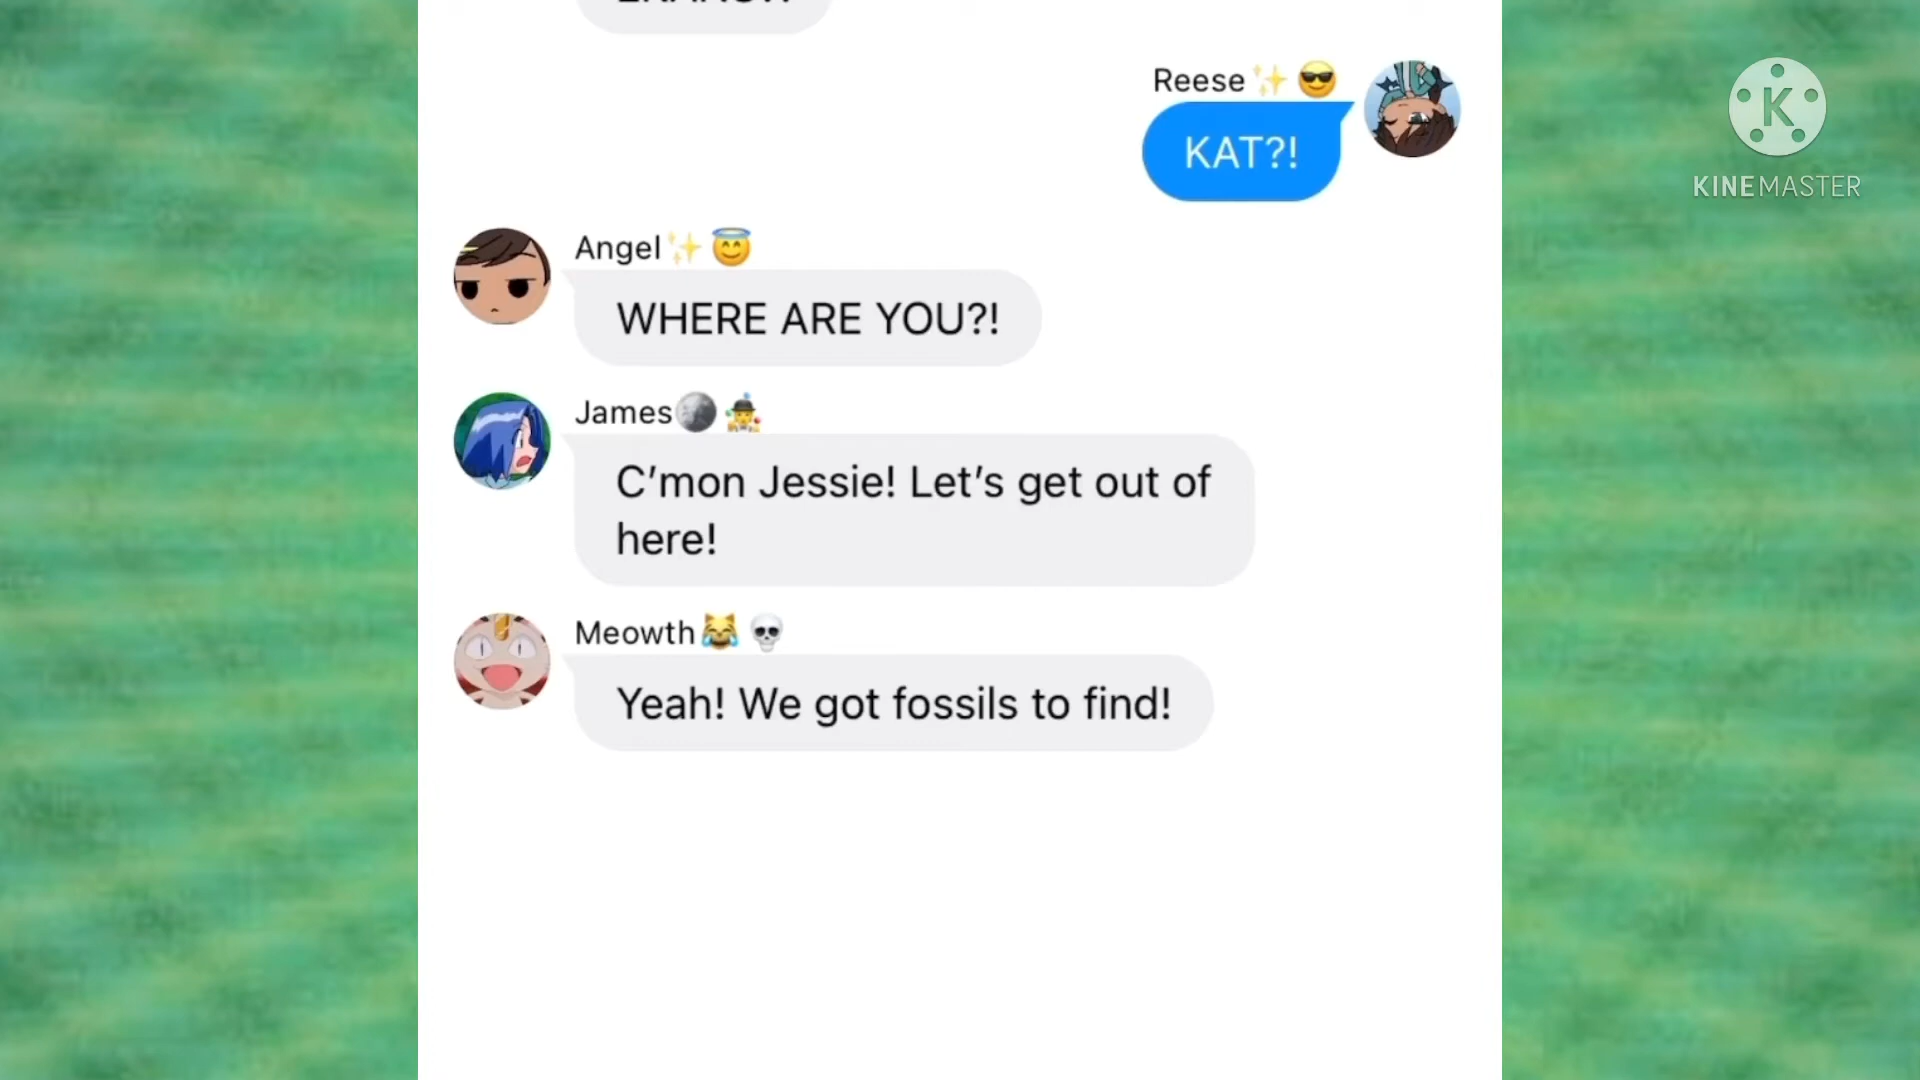 Reese✨😎
KAT?!
K
KINEMASTER
Angel✨😇
WHERE ARE YOU?!
James🌑🤹
C’mon Jessie! Let’s get out of
here!
Meowth😹💀
Yeah! We got fossils to find!